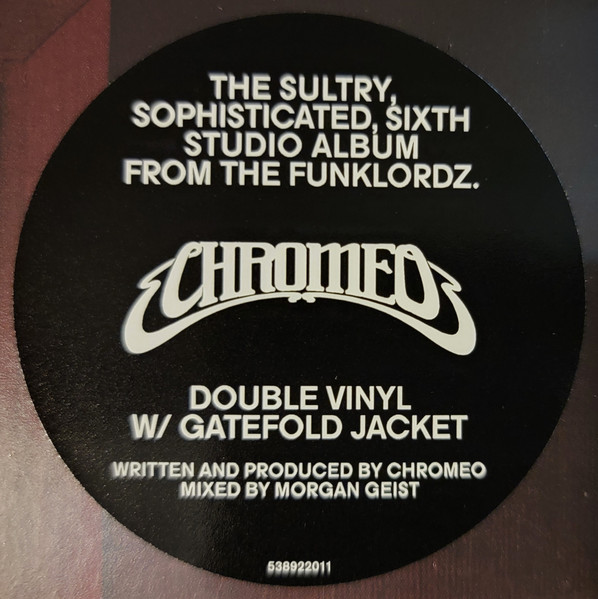 THE SULTRY,
SOPHISTICATED, SIXTH
STUDIO ALBUM
FROM THE FUNKLORDZ.
CHROMEO
DOUBLE VINYL
W/ GATEFOLD JACKET
WRITTEN AND PRODUCED BY CHROMEO
MIXED BY MORGAN GEIST
538922011